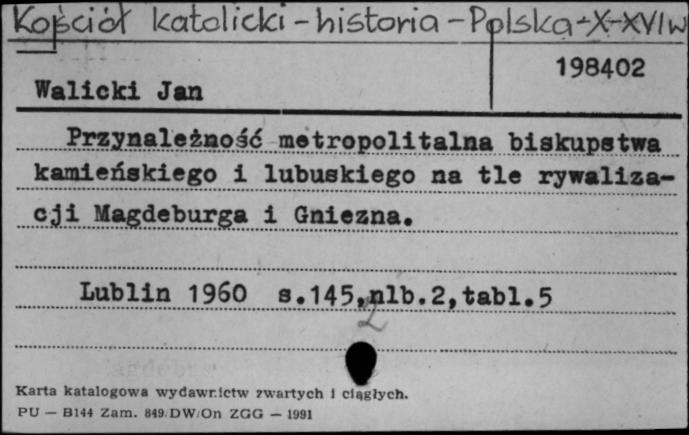 Kościół katolicki - historia - Polska - X-XVI w
198402
Walicki Jan
Przynależność metropolitalna biskupstwa
kamieńskiego i lubuskiego na tle rywaliza-
cji Magdeburga i Gniezna.
Lublin 1960 s.145,nlb.2,tabl.5
2
Karta katalogowa wydawnictw zwartych i ciągłych.
PU — B144 Zam. 849/DW/On ZGG — 1991